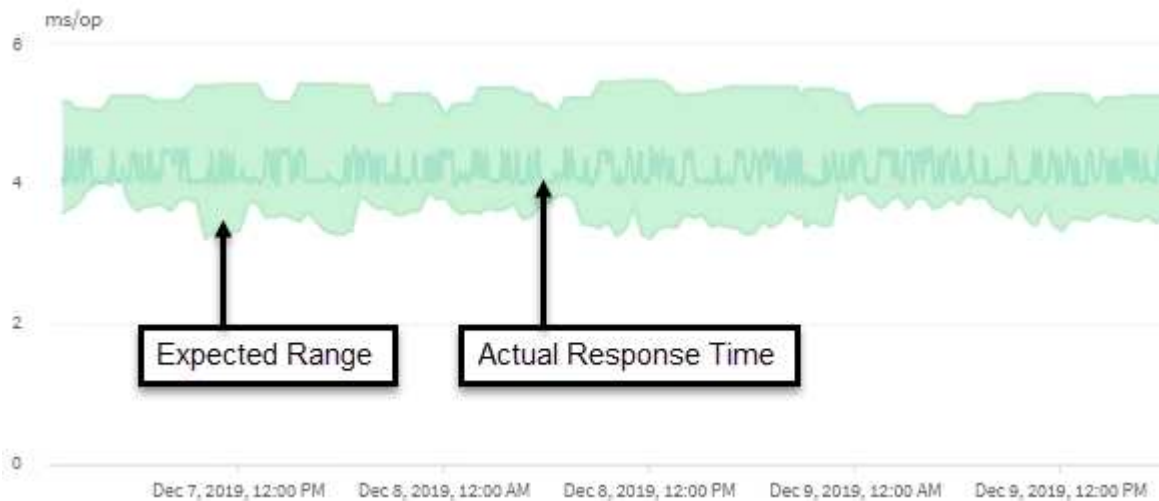 ms/op
6
4
2
Expected Range
Actual Response Time
0
Dec 7, 2019, 12:00 PM
Dec 8, 2019, 12:00 AM
Dec 8, 2019, 12:00 PM
Dec 9, 2019, 12:00 AM
Dec 9, 2019, 12:00 PM